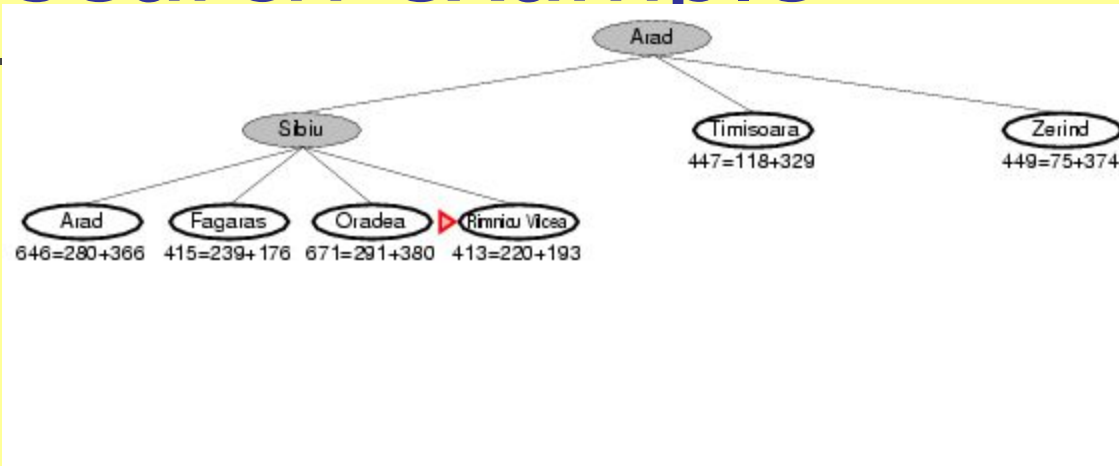 Arad
Sibiu
Timisoara
Zerind
447=118+329
449=75+374
Arad
Fagaras
Oradea
Rimnicu Vilcea
646=280+366
415=239+176
671=291+380
413=220+193